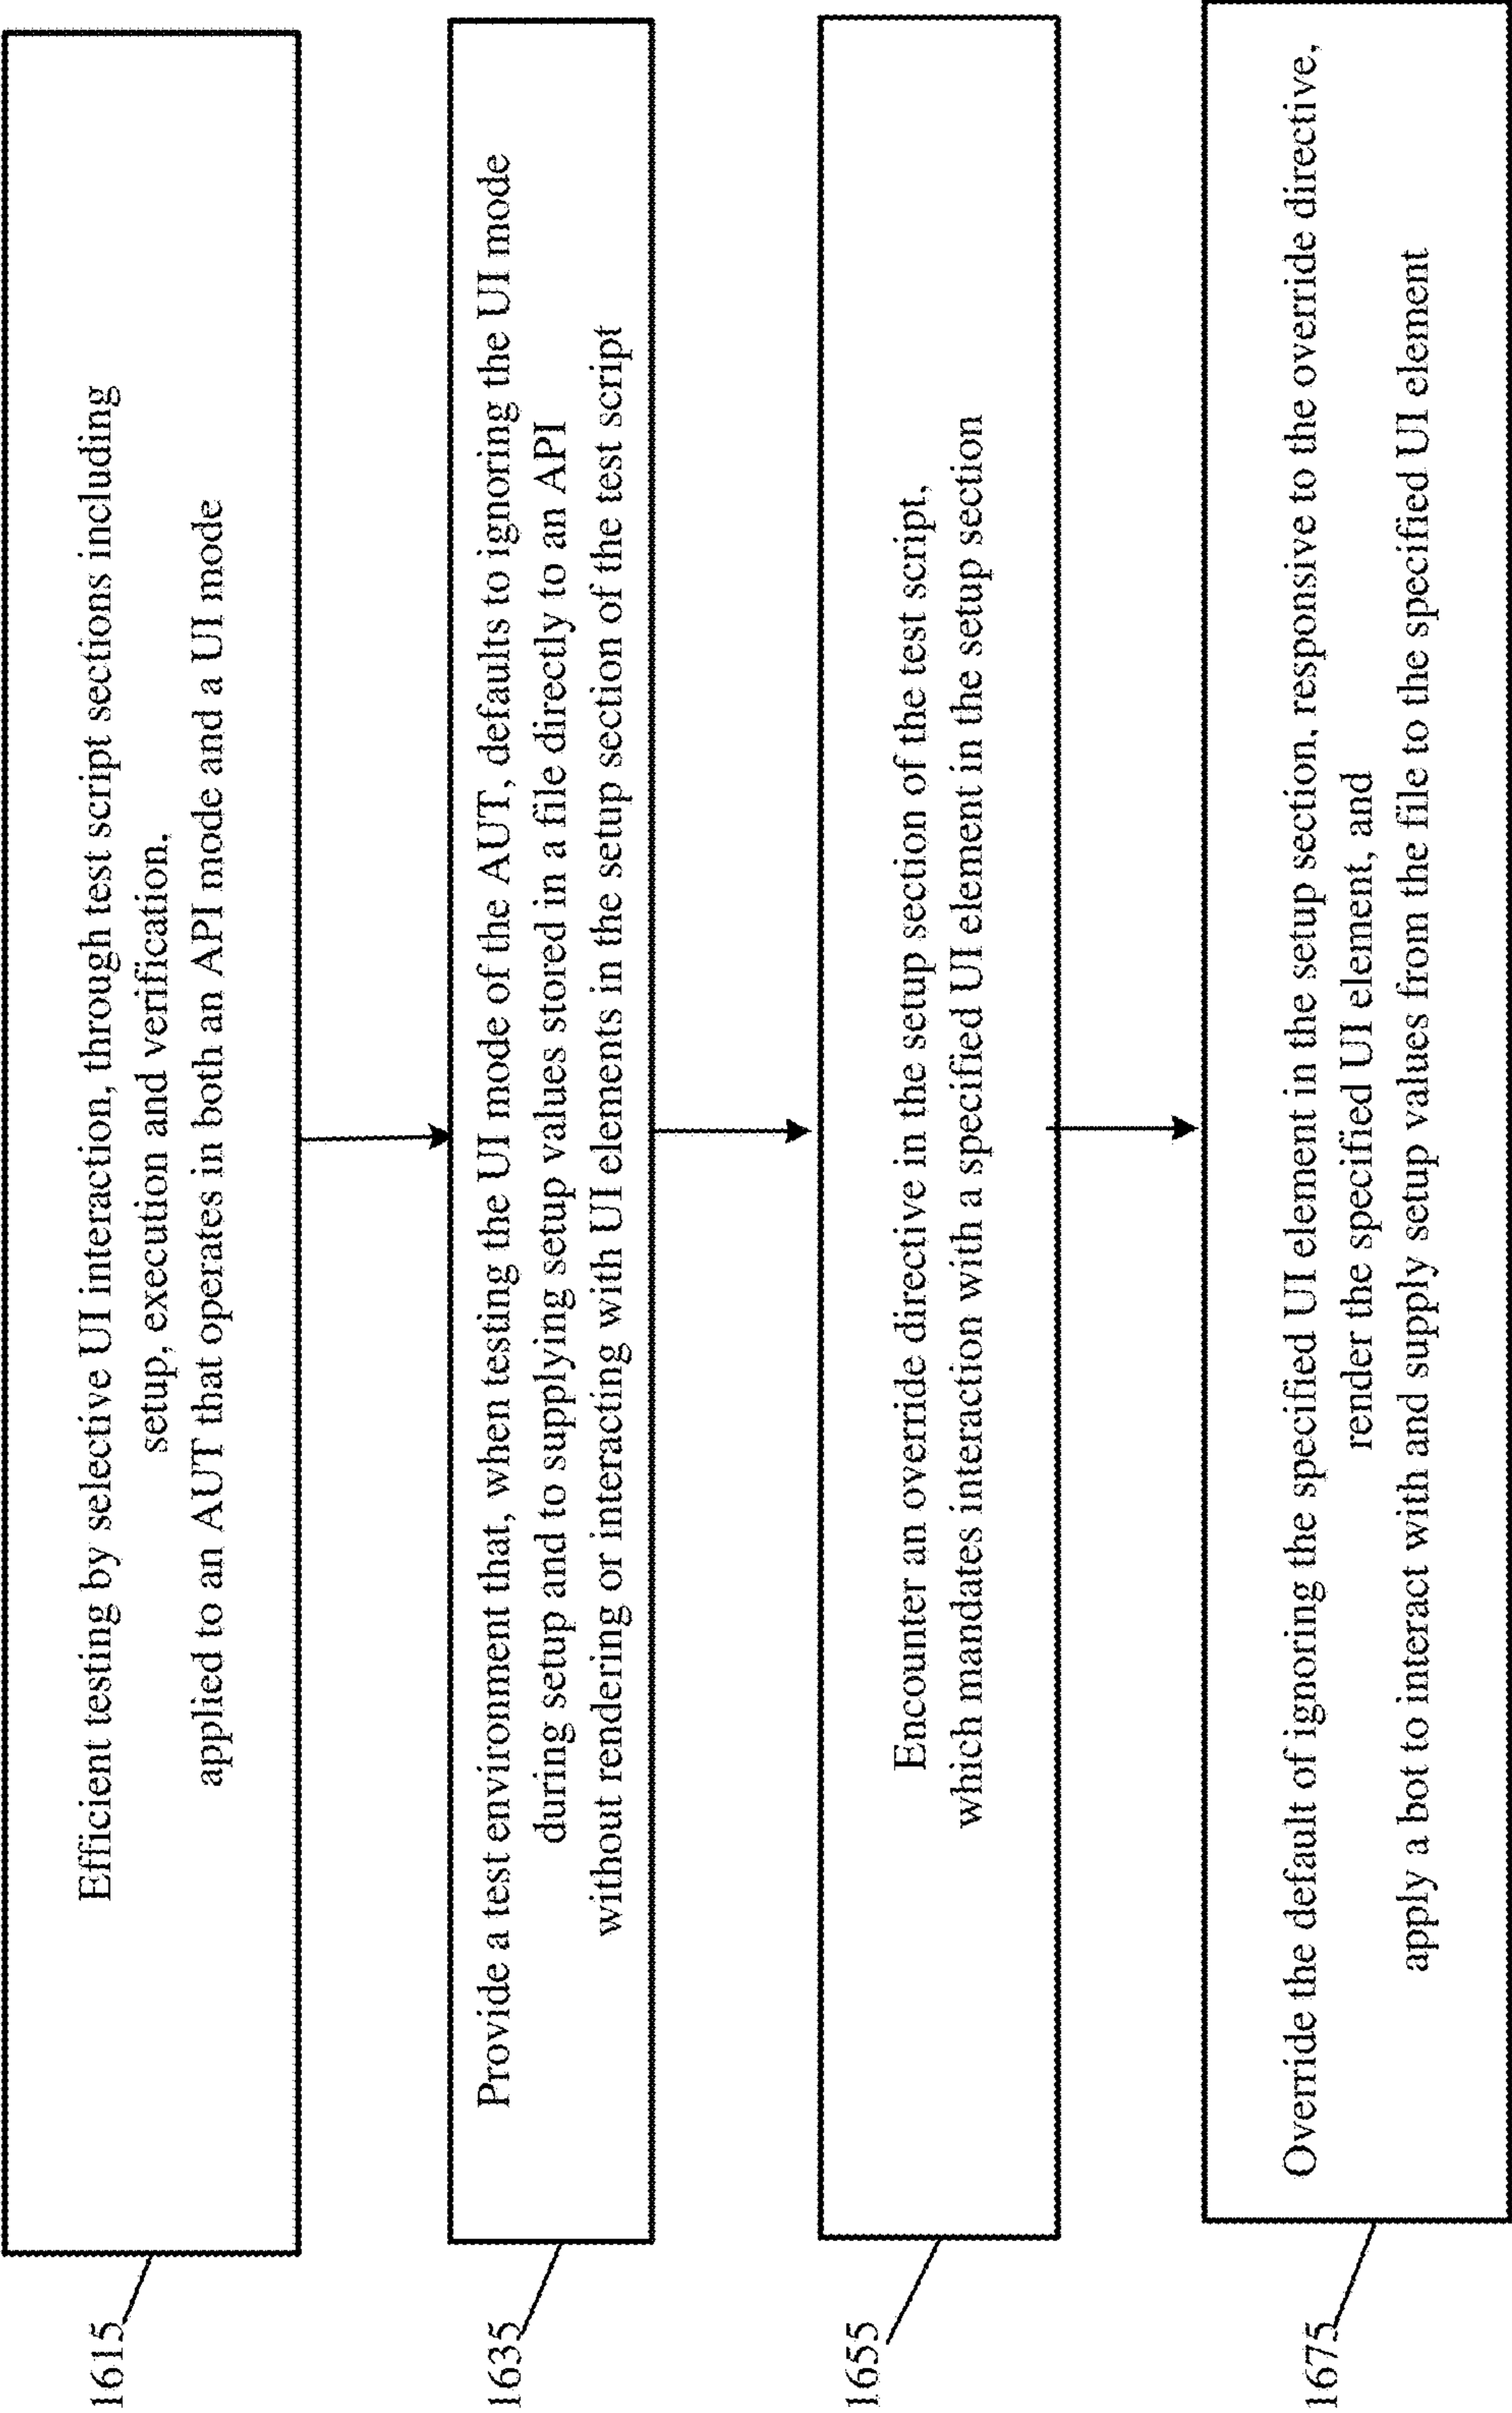 1615
Efficient testing by selective UI interaction, through test script sections including
setup, execution and verification,
applied to an AUT that operates in both an API mode and a UI mode
1635
Provide a test environment that, when testing the UI mode of the AUT, defaults to ignoring the UI mode
during setup and to supplying setup values stored in a file directly to an API
without rendering or interacting with UI elements in the setup section of the test script
1655
Encounter an override directive in the setup section of the test script,
which mandates interaction with a specified UI element in the setup section
1675
Override the default of ignoring the specified UI element in the setup section, responsive to the override directive,
render the specified UI element, and
apply a bot to interact with and supply setup values from the file to the specified UI element